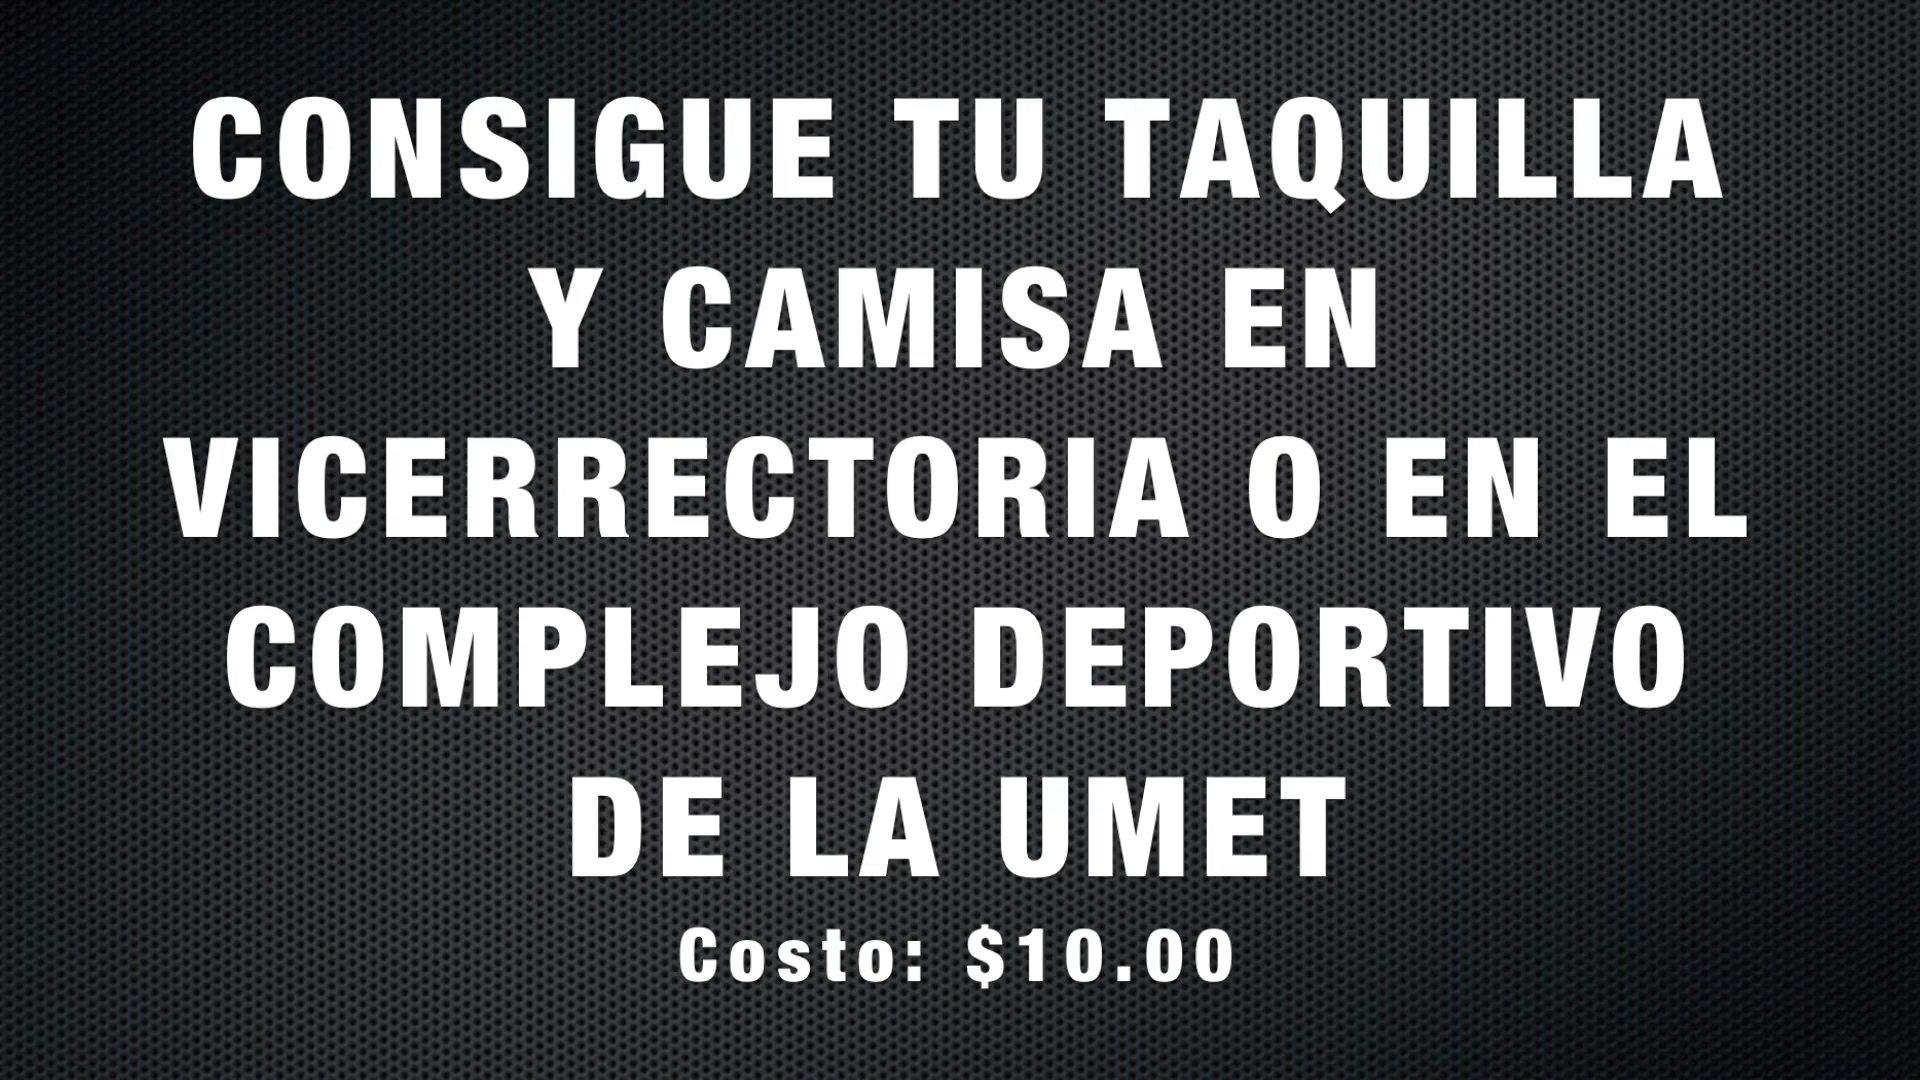 CONSIGUE TU TAQUILLA
Y CAMISA EN
VICERRECTORIA O EN EL
COMPLEJO DEPORTIVO
DE LA UMET
Costo: $10.00